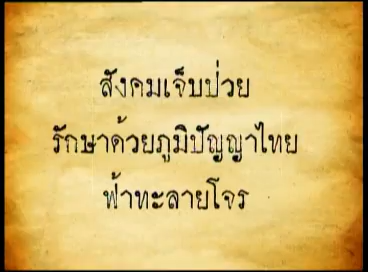 สังคมเจ็บป่วย
รักษาด้วยภูมิปัญญาไทย
ฟ้าทะลายโจร